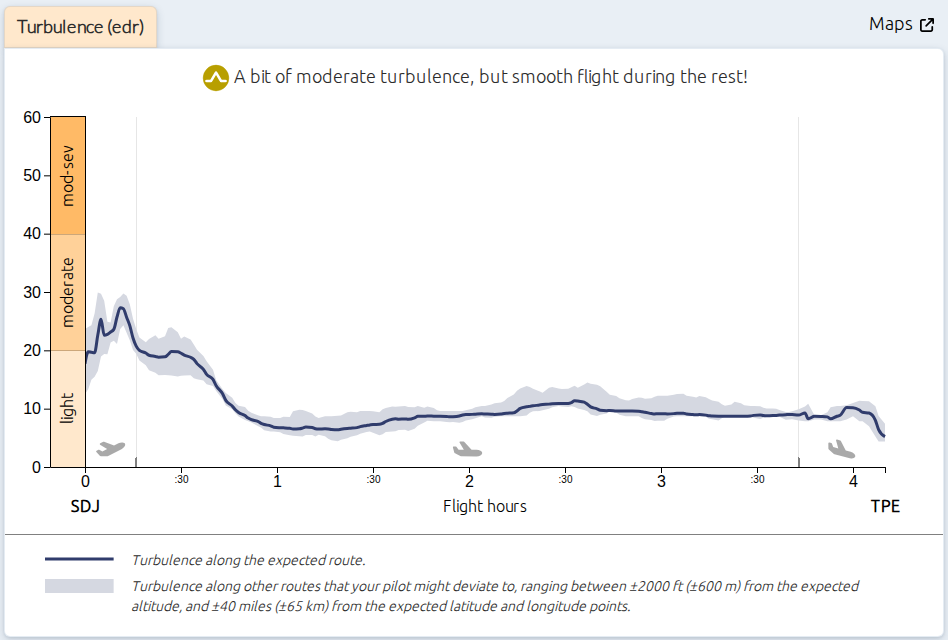 Turbulence (edr)
Maps
A bit of moderate turbulence, but smooth flight during the rest!
60
50
40
30
20
10
0
mod-sev
moderate
light
0 :30 1 :30 2 :30 3 :30 4
SDJ Flight hours TPE
Turbulence along the expected route.
Turbulence along other routes that your pilot might deviate to, ranging between ±2000 ft (±600 m) from the expected
altitude, and ±40 miles (±65 km) from the expected latitude and longitude points.